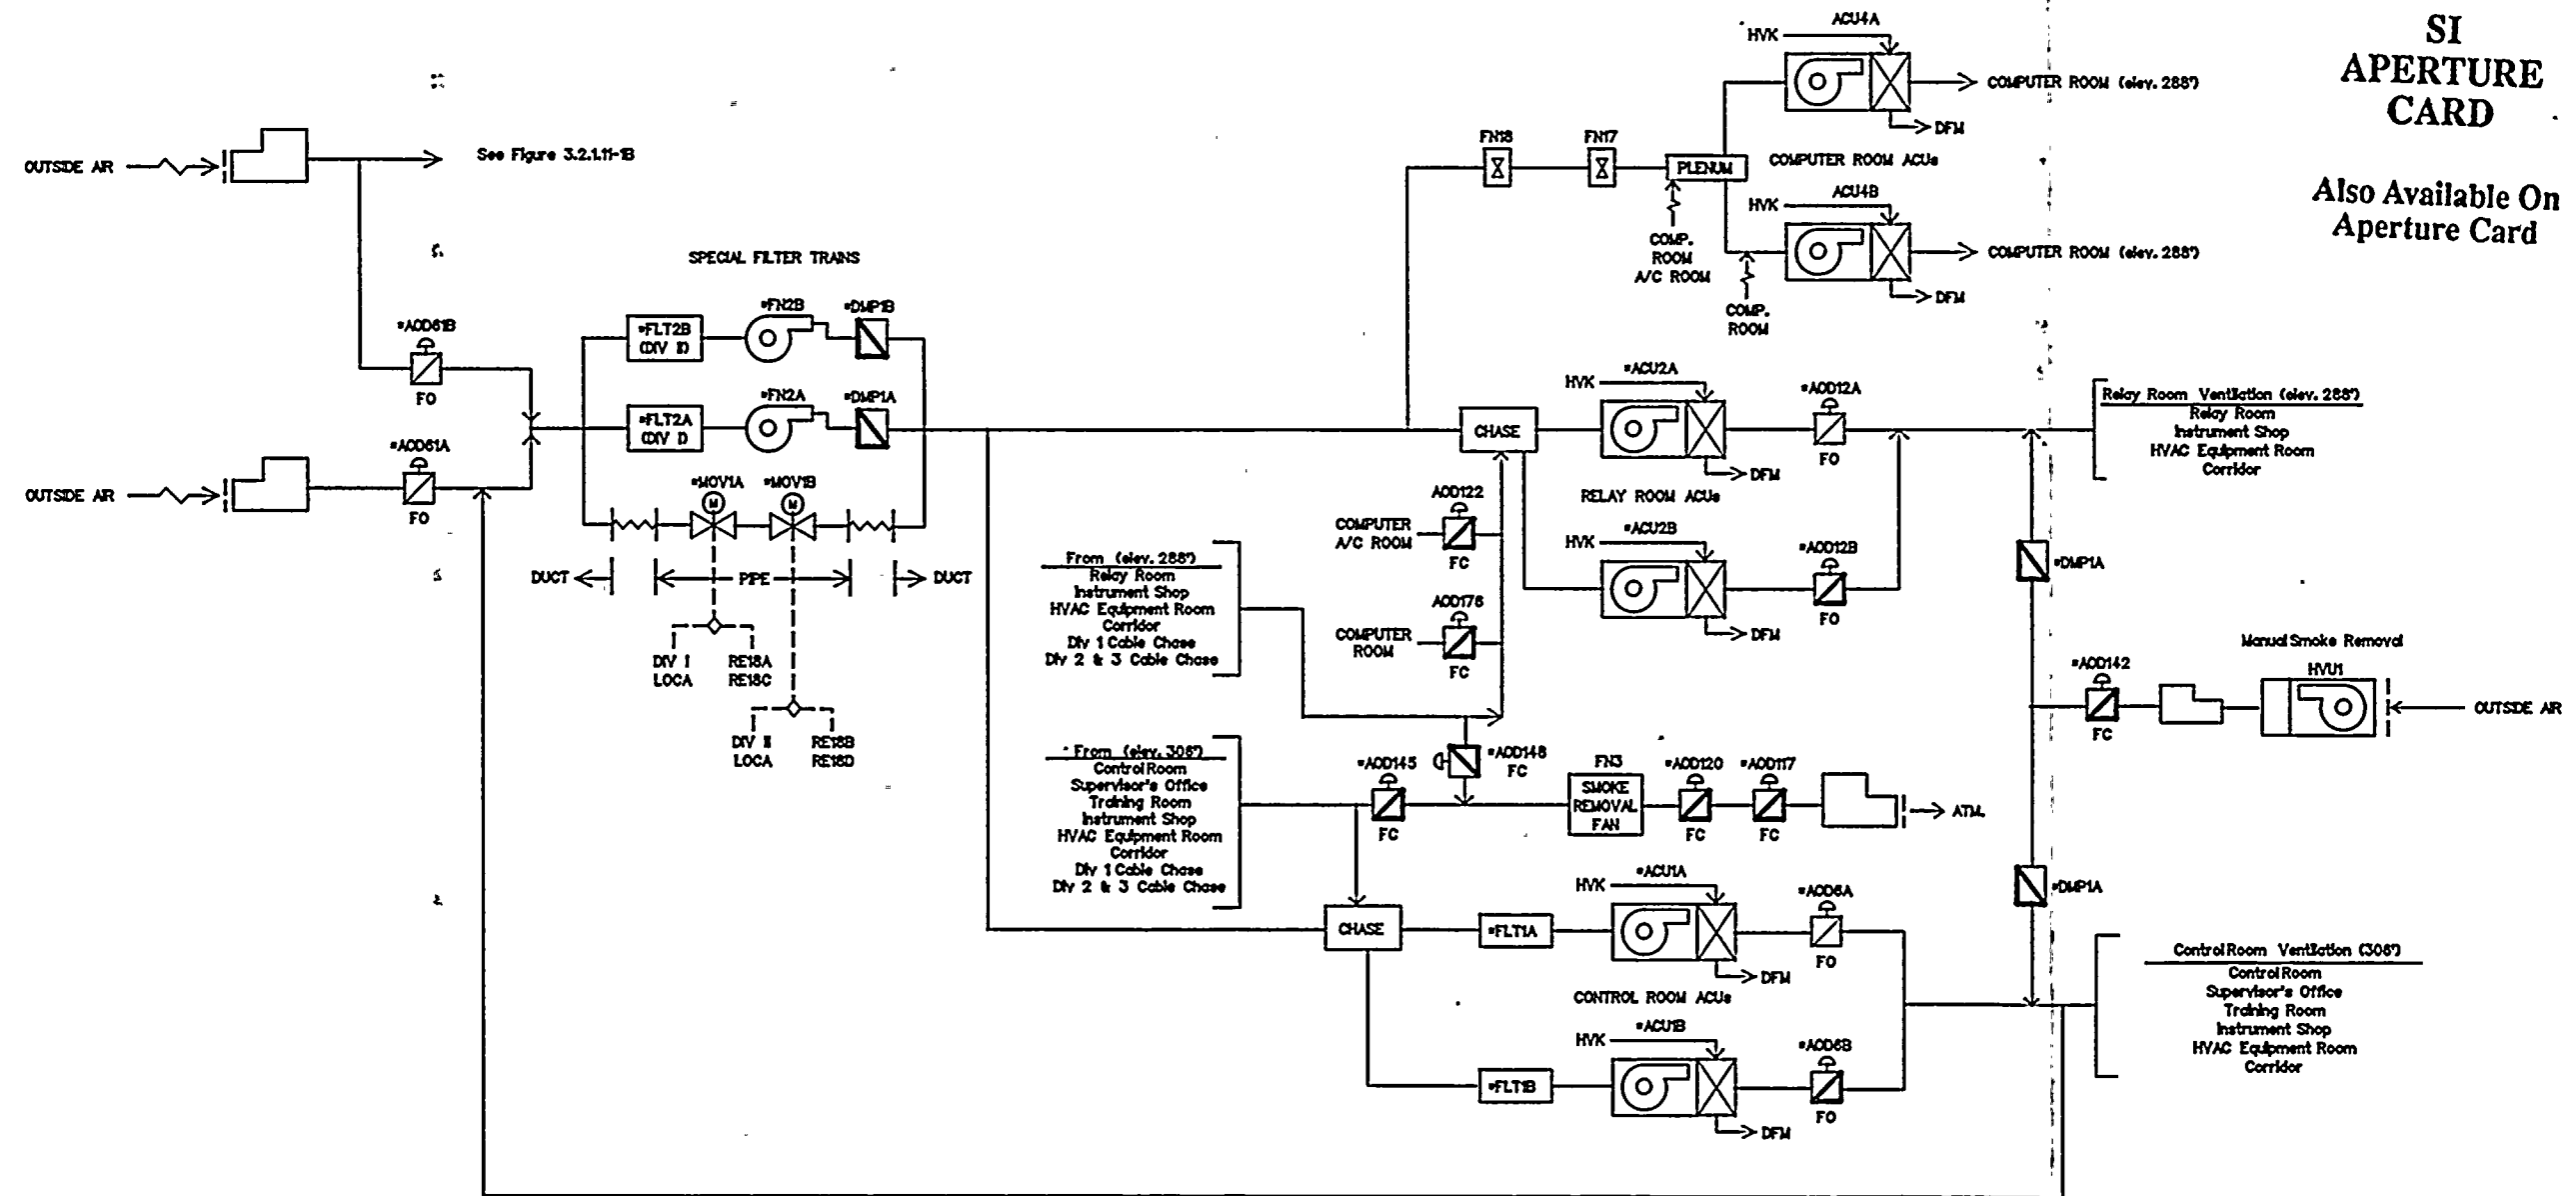 SI
APERTURE
CARD
Also Available On
Aperture Card
ACU4A
HVK
COMPUTER ROOM (elev. 288')
DFM
COMPUTER ROOM ACUs
FN18
FN17
PLENUM
ACU4B
HVK
COMPUTER ROOM (elev. 288')
DFM
COMP.
ROOM
A/C ROOM
COMP.
ROOM
OUTSIDE AIR
See Figure 3.2.1.11-1B
SPECIAL FILTER TRANS
*AOD61B
FO
*FLT2B
(DIV II)
*FN2B
*DMP1B
*AOD61A
FO
OUTSIDE AIR
*FLT2A
(DIV I)
*FN2A
*DMP1A
*MOV1A
*MOV1B
M
M
DUCT
PIPE
DUCT
DIV I
LOCA
RE18A
RE18C
DIV II
LOCA
RE18B
RE18D
CHASE
HVK
*ACU2A
DFM
*AOD12A
FO
RELAY ROOM ACUs
HVK
*ACU2B
DFM
*AOD12B
FO
Relay Room Ventilation (elev. 288')
Relay Room
Instrument Shop
HVAC Equipment Room
Corridor
AOD122
COMPUTER
A/C ROOM
FC
AOD176
COMPUTER
ROOM
FC
From (elev. 288')
Relay Room
Instrument Shop
HVAC Equipment Room
Corridor
Div 1 Cable Chase
Div 2 & 3 Cable Chase
*DMP1A
Manual Smoke Removal
HVU1
*AOD142
FC
OUTSIDE AIR
From (elev. 306')
Control Room
Supervisor's Office
Training Room
Instrument Shop
HVAC Equipment Room
Corridor
Div 1 Cable Chase
Div 2 & 3 Cable Chase
*AOD145
FC
*AOD148
FC
FN3
SMOKE
REMOVAL
FAN
*AOD120
FC
*AOD117
FC
ATM.
*DMP1A
CHASE
*FLT1A
HVK
*ACU1A
DFM
*AOD6A
FO
CONTROL ROOM ACUs
*FLT1B
HVK
*ACU1B
DFM
*AOD6B
FO
Control Room Ventilation (306')
Control Room
Supervisor's Office
Training Room
Instrument Shop
HVAC Equipment Room
Corridor